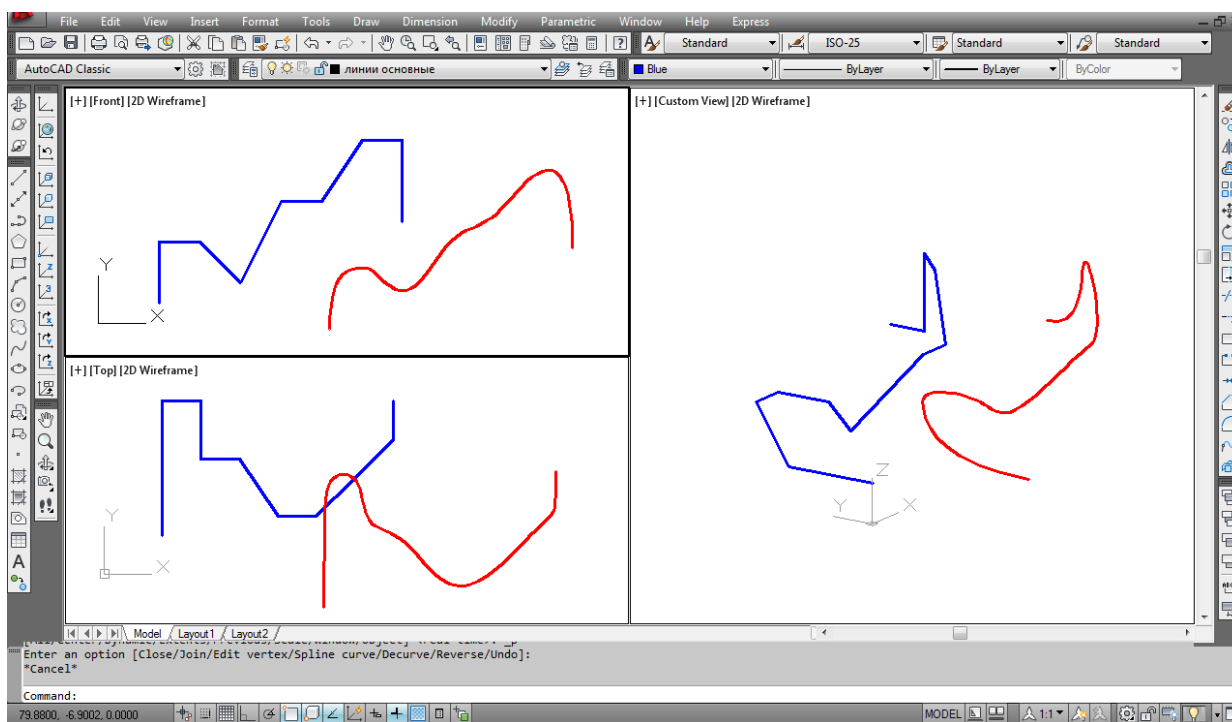 File Edit View Insert Format Tools Draw Dimension Modify Parametric Window Help Express
Standard ISO-25 Standard Standard
AutoCAD Classic линии основные Blue ByLayer ByLayer ByColor
[+] [Front] [2D Wireframe]
[+] [Custom View] [2D Wireframe]
Y
X
[+] [Top] [2D Wireframe]
Y
X
Z
Y
X
Model Layout1 Layout2
Enter an option [Close/Join/Edit vertex/Spline curve/Decurve/Reverse/Undo]:
*Cancel*
Command:
79.8800, -6.9002, 0.0000 MODEL 1:1